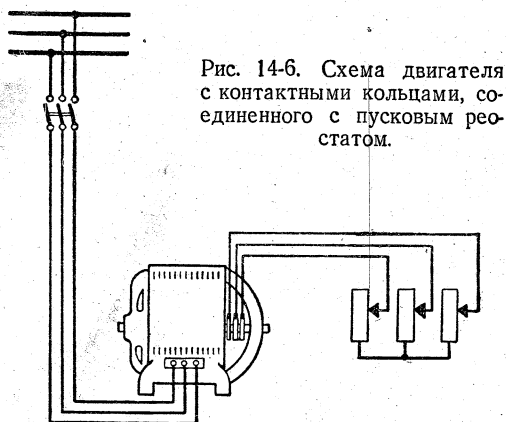 Рис. 14-6. Схема двигателя
с контактными кольцами, со-
единенного с пусковым рео-
статом.